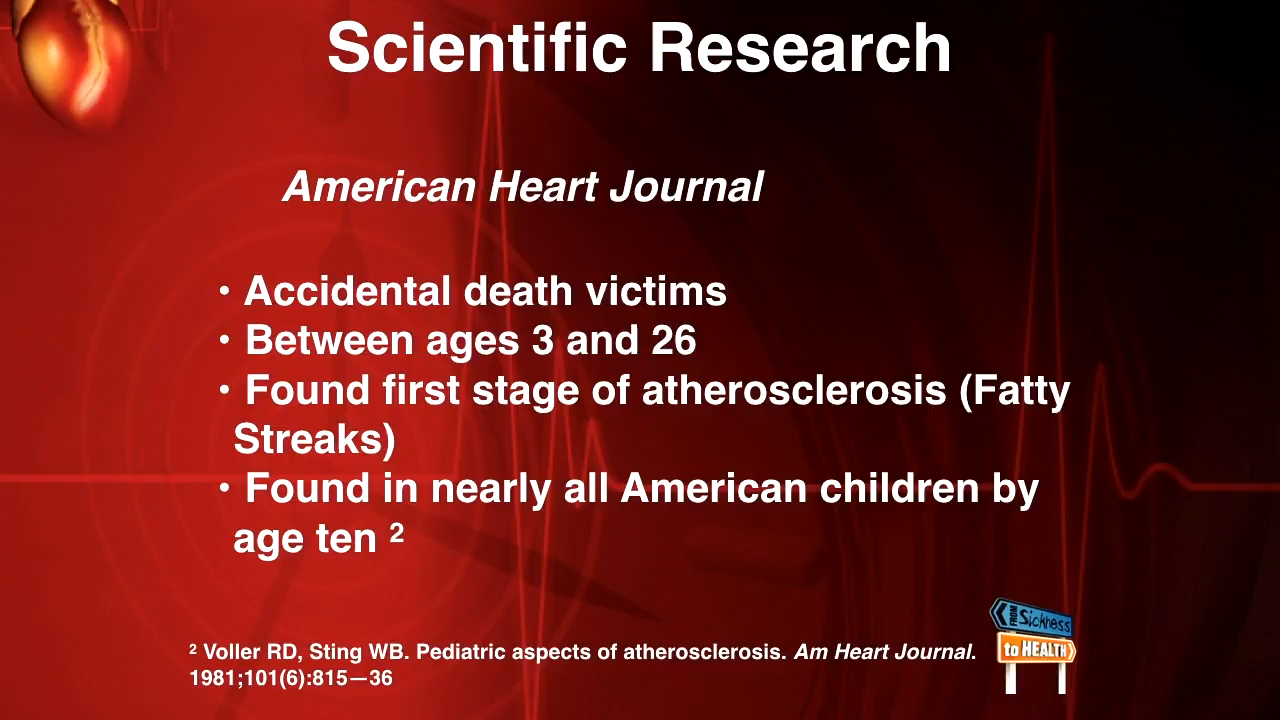 Scientific Research
American Heart Journal
• Accidental death victims
• Between ages 3 and 26
• Found first stage of atherosclerosis (Fatty
Streaks)
• Found in nearly all American children by
age ten ²
² Voller RD, Sting WB. Pediatric aspects of atherosclerosis. Am Heart Journal.
1981;101(6):815—36
FROM Sickness
to HEALTH